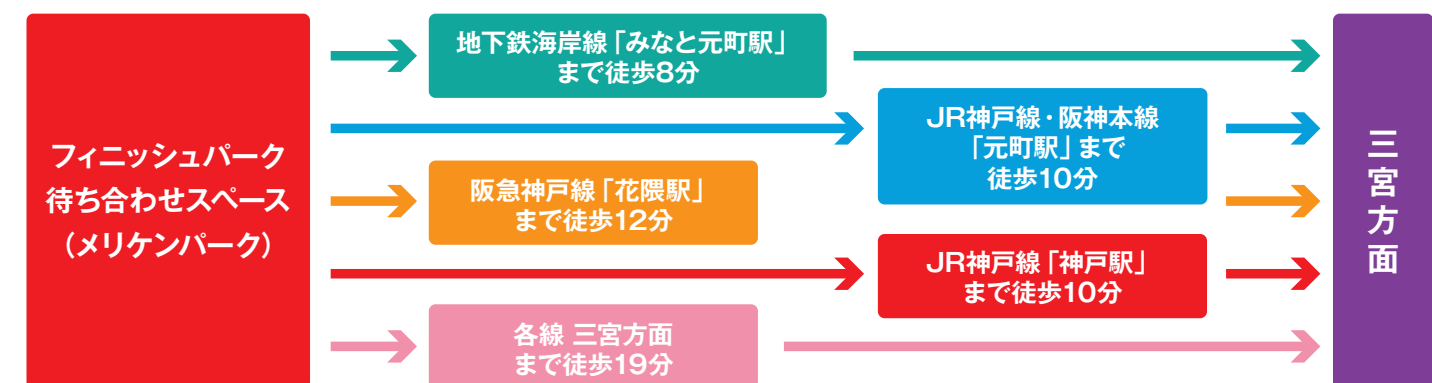 フィニッシュパーク
待ち合わせスペース
（メリケンパーク）
地下鉄海岸線「みなと元町駅」
まで徒歩8分
JR神戸線・阪神本線
「元町駅」まで
徒歩10分
阪急神戸線「花隈駅」
まで徒歩12分
JR神戸線「神戸駅」
まで徒歩10分
各線 三宮方面
まで徒歩19分
三宮方面